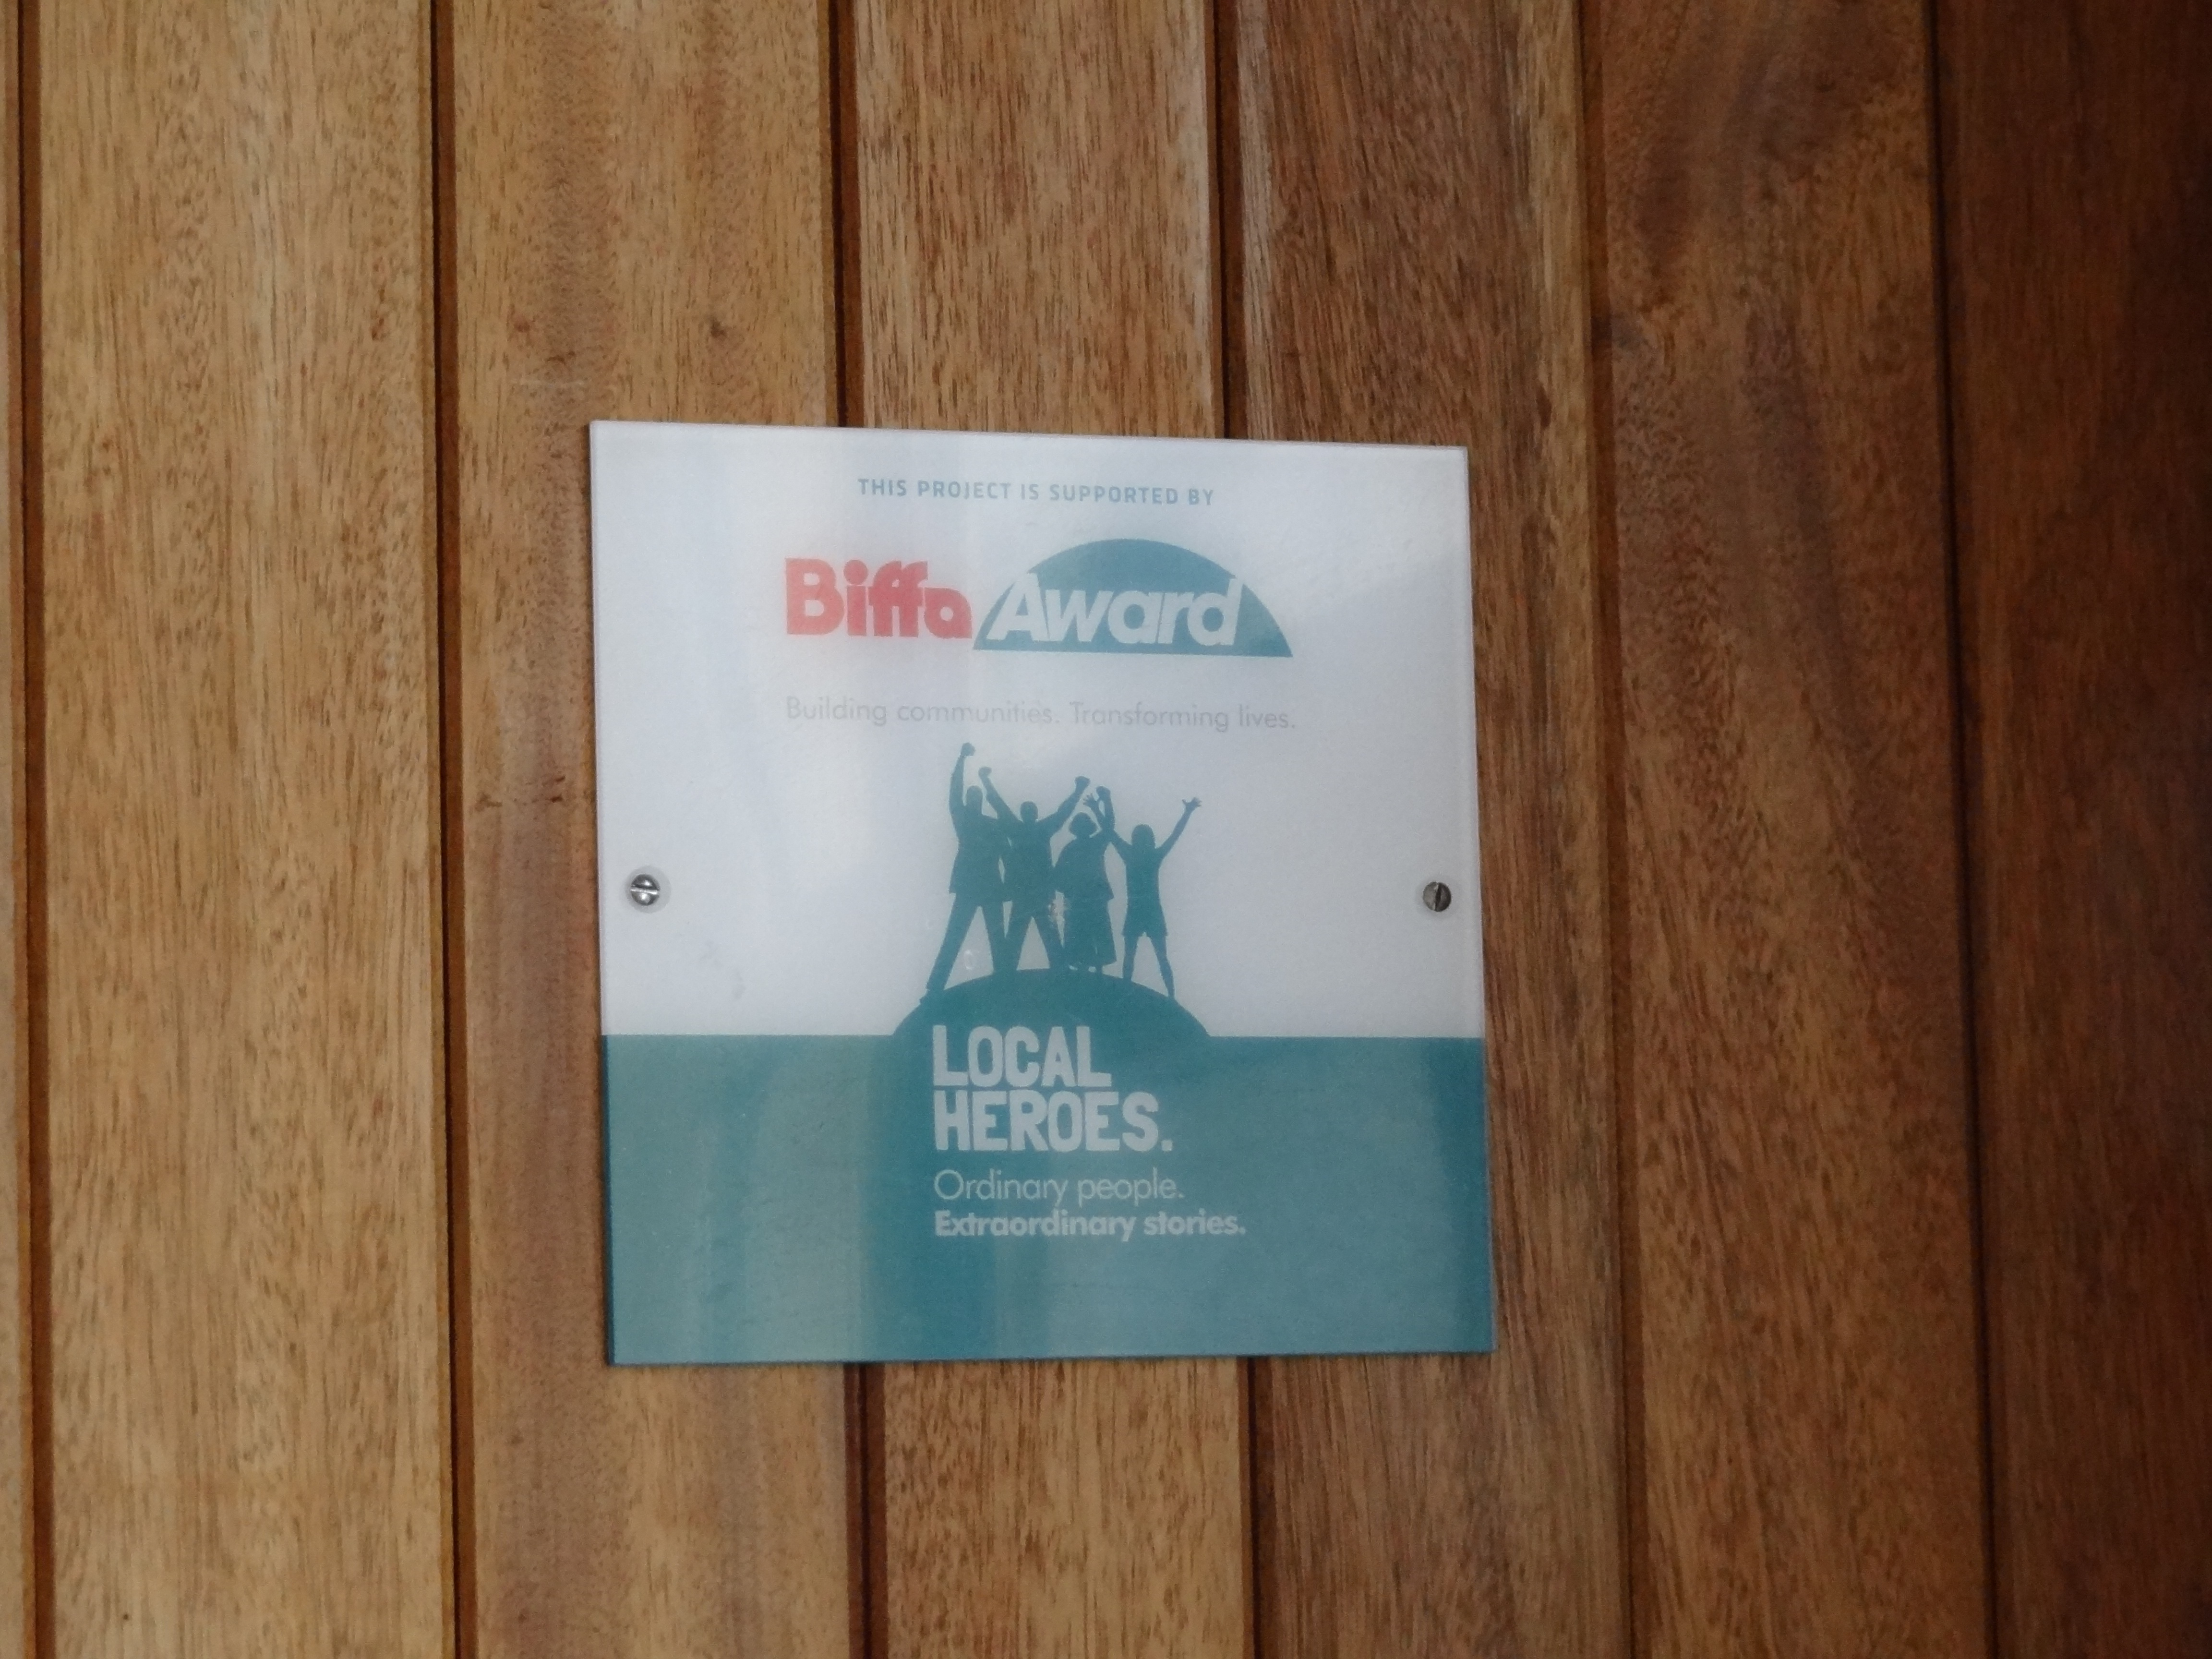 THIS PROJECT IS SUPPORTED BY
Biffa Award
Building communities. Transforming lives.
LOCAL
HEROES.
Ordinary people.
Extraordinary stories.